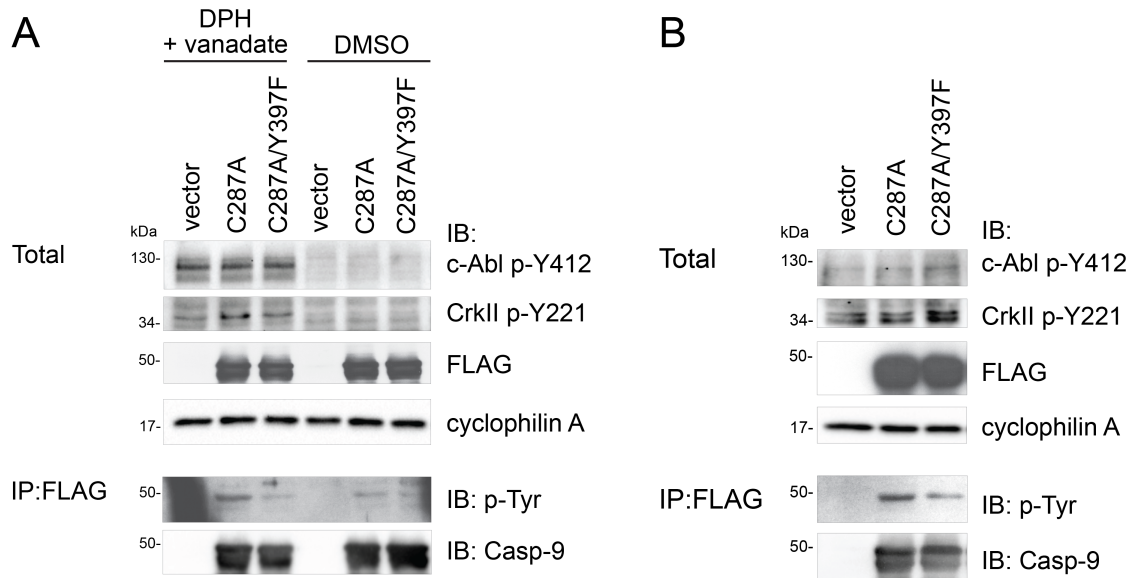 A
DPH
+ vanadate
DMSO
vector
C287A
C287A/Y397F
vector
C287A
C287A/Y397F
kDa
IB:
Total
130-
c-Abl p-Y412
34-
CrkII p-Y221
50-
FLAG
17-
cyclophilin A
IP:FLAG
50-
IB: p-Tyr
50-
IB: Casp-9
B
vector
C287A
C287A/Y397F
kDa
IB:
Total
130-
c-Abl p-Y412
34-
CrkII p-Y221
50-
FLAG
17-
cyclophilin A
IP:FLAG
50-
IB: p-Tyr
50-
IB: Casp-9